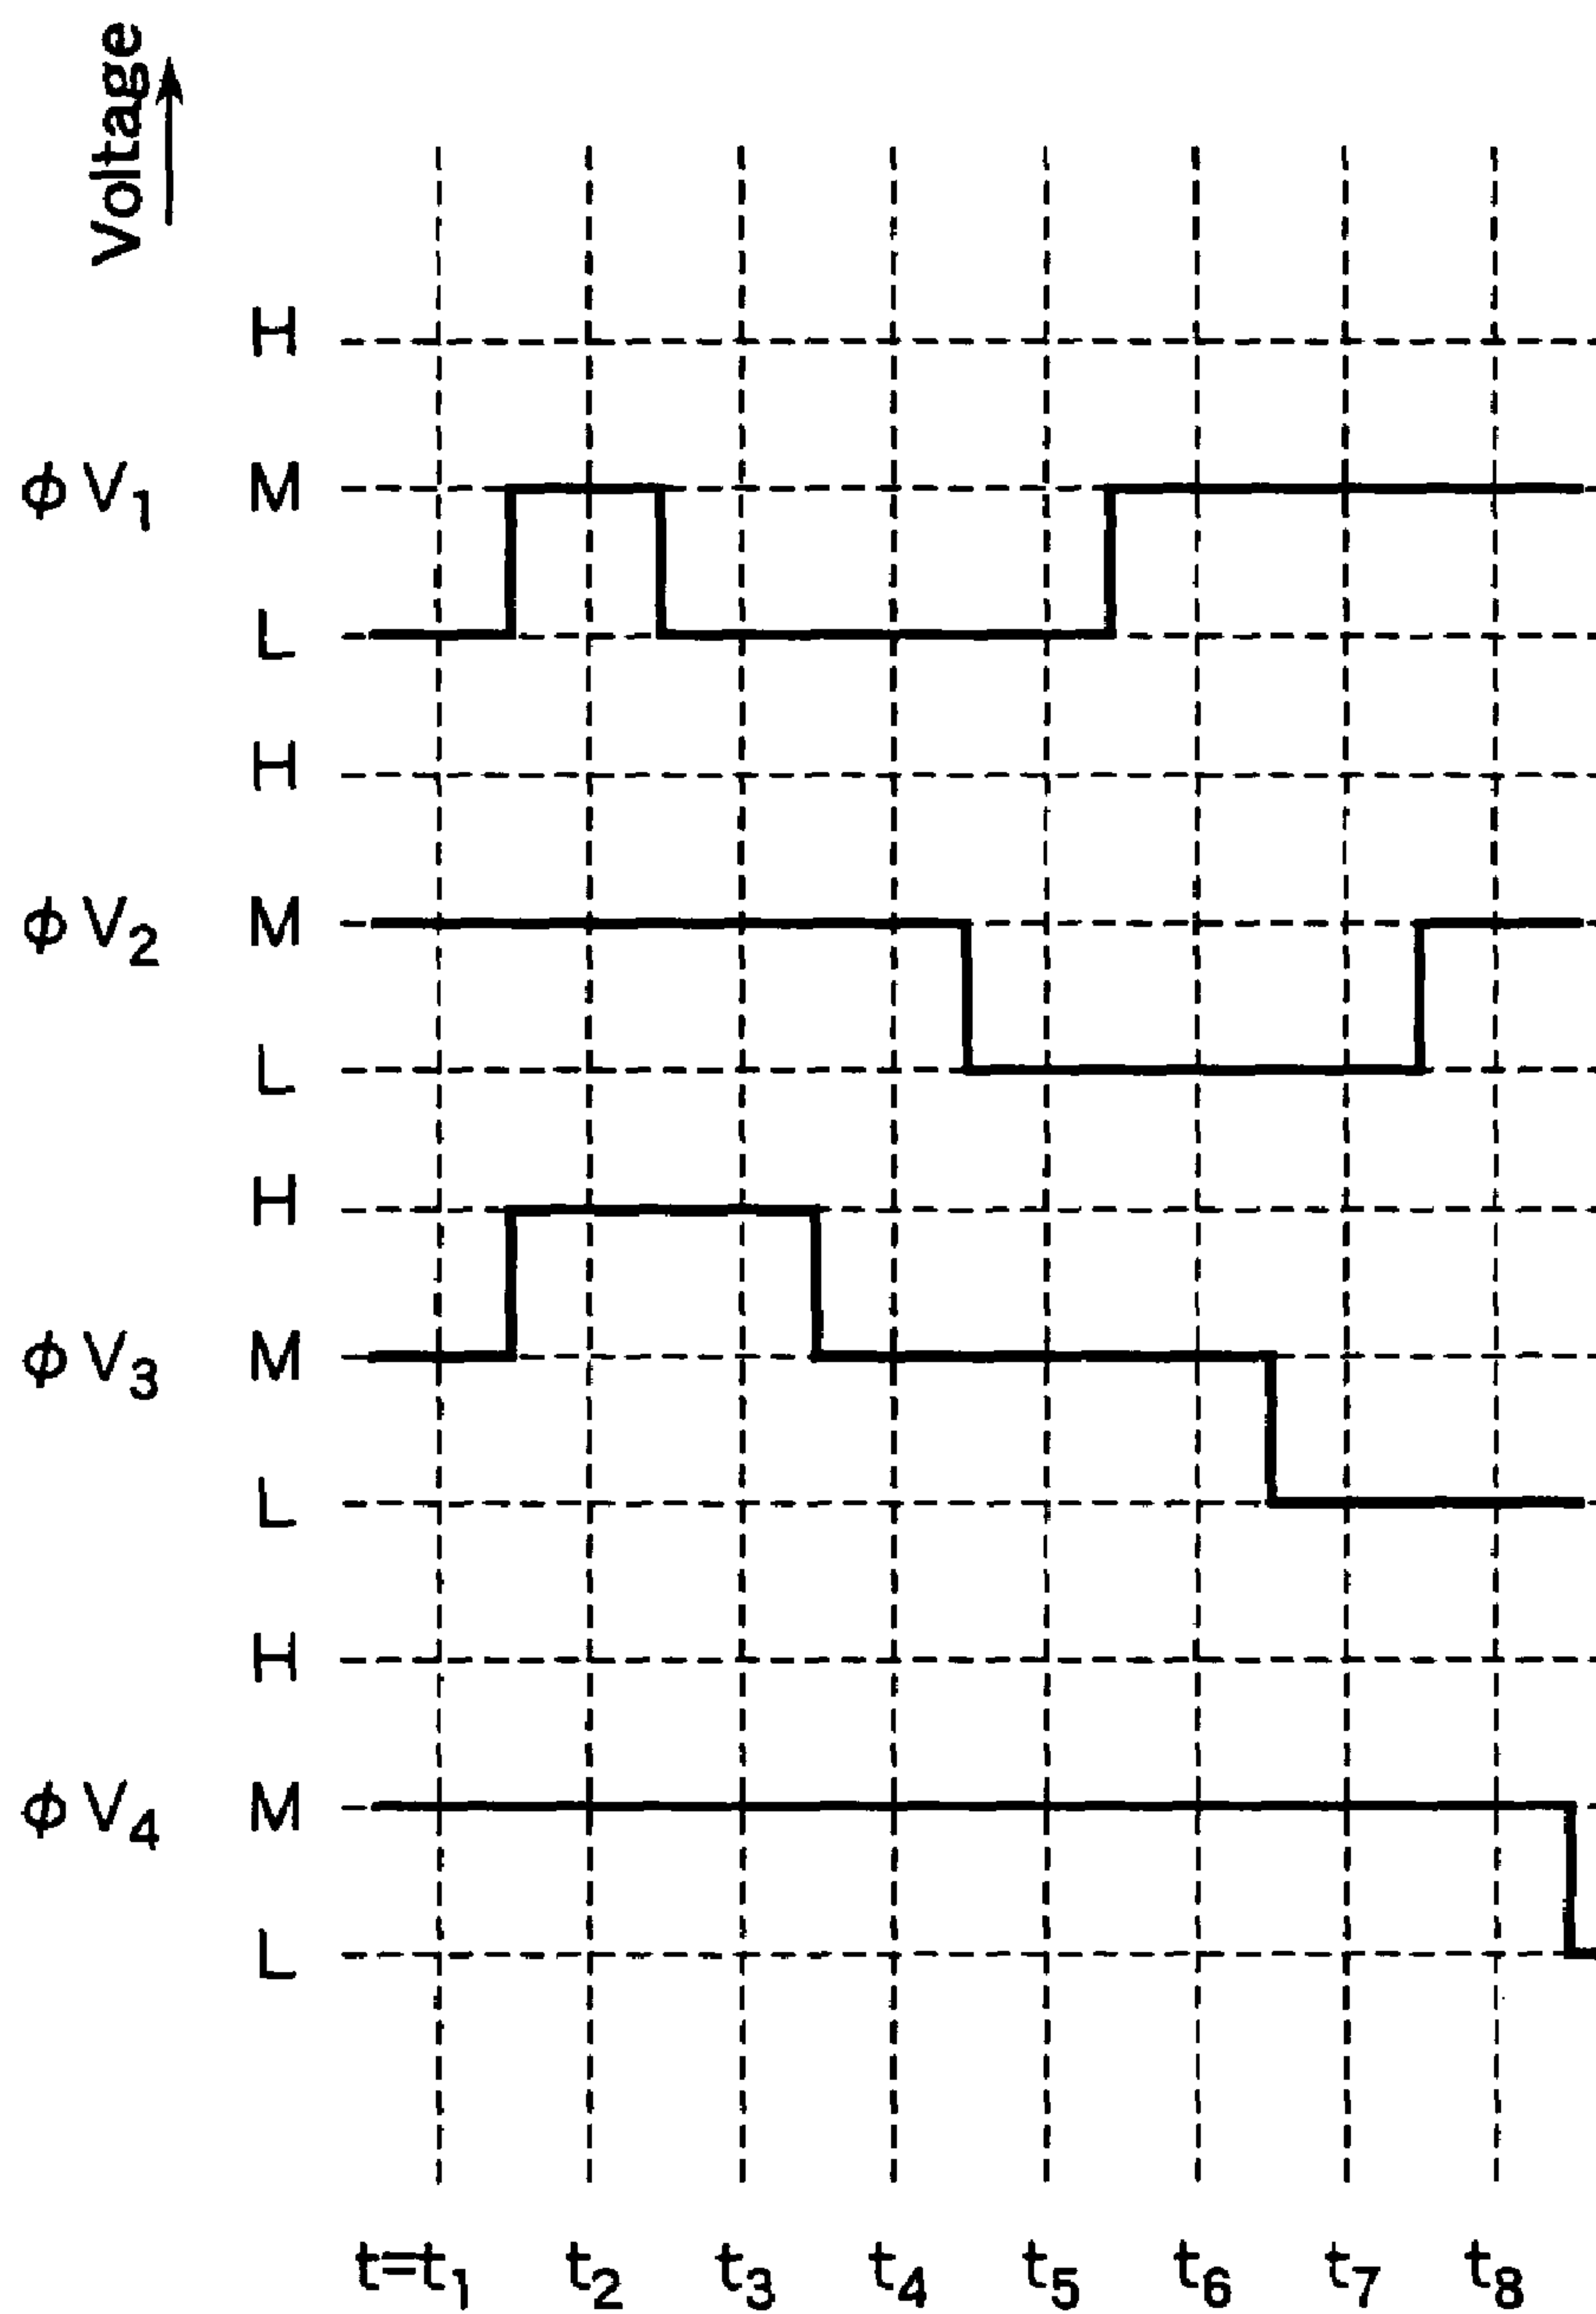 Voltage
H
φV₁ M
L
H
φV₂ M
L
H
φV₃ M
L
H
φV₄ M
L
t=t₁ t₂ t₃ t₄ t₅ t₆ t₇ t₈